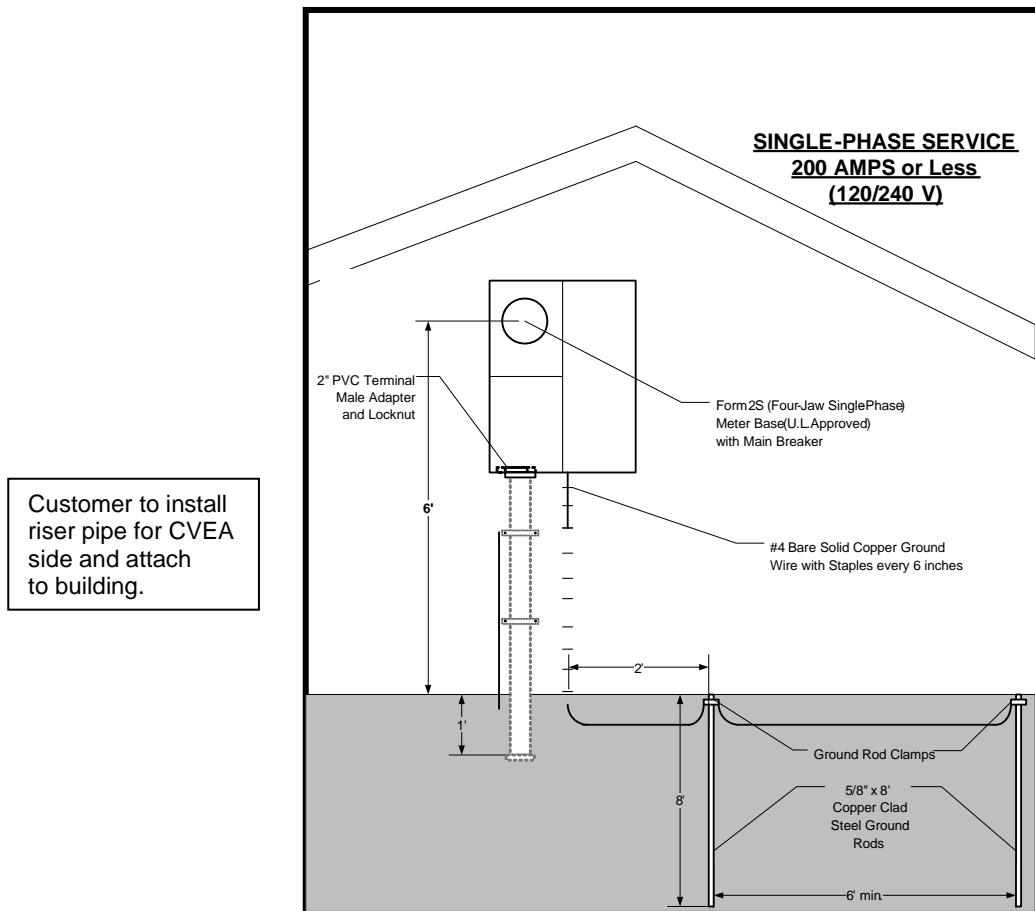 SINGLE-PHASE SERVICE
200 AMPS or Less
(120/240 V)
2" PVC Terminal
Male Adapter
and Locknut
Form2S (Four-Jaw SinglePhase)
Meter Base(U.L.Approved)
with Main Breaker
Customer to install
riser pipe for CVEA
side and attach
to building.
6'
#4 Bare Solid Copper Ground
Wire with Staples every 6 inches
2'
1'
Ground Rod Clamps
8'
5/8" x 8'
Copper Clad
Steel Ground
Rods
6' min.